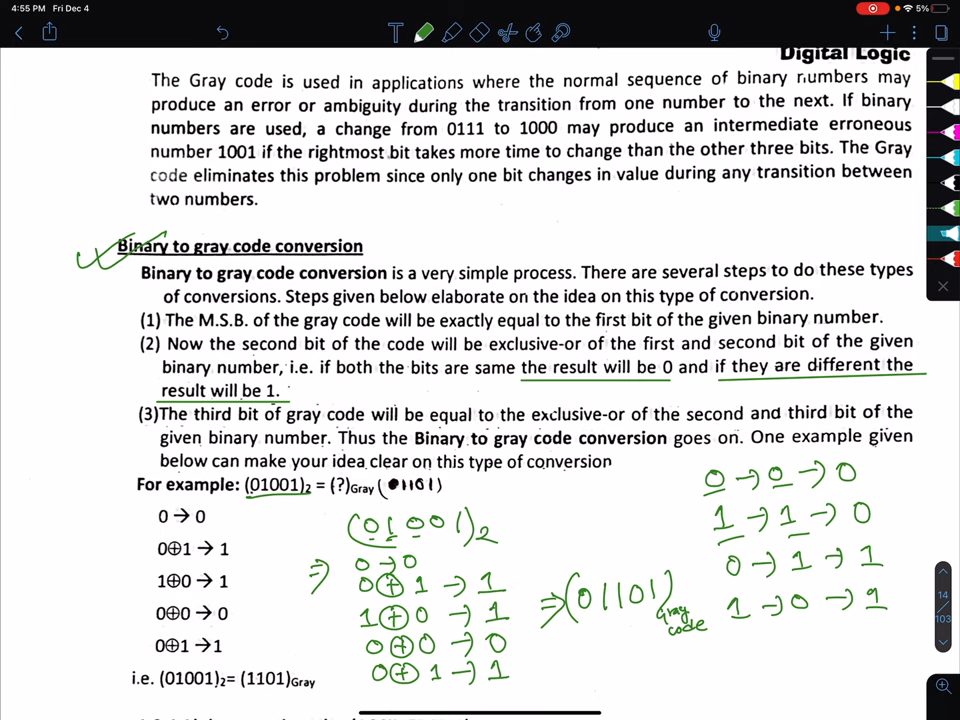 4:55 PM Fri Dec 4
5%
Digital Logic
The Gray code is used in applications where the normal sequence of binary numbers may
produce an error or ambiguity during the transition from one number to the next. If binary
numbers are used, a change from 0111 to 1000 may produce an intermediate erroneous
number 1001 if the rightmost bit takes more time to change than the other three bits. The Gray
code eliminates this problem since only one bit changes in value during any transition between
two numbers.
Binary to gray code conversion
Binary to gray code conversion is a very simple process. There are several steps to do these types
of conversions. Steps given below elaborate on the idea on this type of conversion.
(1) The M.S.B. of the gray code will be exactly equal to the first bit of the given binary number.
(2) Now the second bit of the code will be exclusive-or of the first and second bit of the given
binary number, i.e. if both the bits are same the result will be 0 and if they are different the
result will be 1.
(3)The third bit of gray code will be equal to the exclusive-or of the second and third bit of the
given binary number. Thus the Binary to gray code conversion goes on. One example given
below can make your idea clear on this type of conversion
For example: (01001)₂ = (?)Gray (01101)
0 → 0
0⊕1 → 1
1⊕0 → 1
0⊕0 → 0
0⊕1 → 1
i.e. (01001)₂= (1101)Gray
(01001)₂
⇒ 0 → 0
0 ⊕ 1 → 1
1 ⊕ 0 → 1
0 ⊕ 0 → 0
0 ⊕ 1 → 1
⇒ (01101) Gray code
0 → 0 → 0
1 → 1 → 0
0 → 1 → 1
1 → 0 → 1
14
103